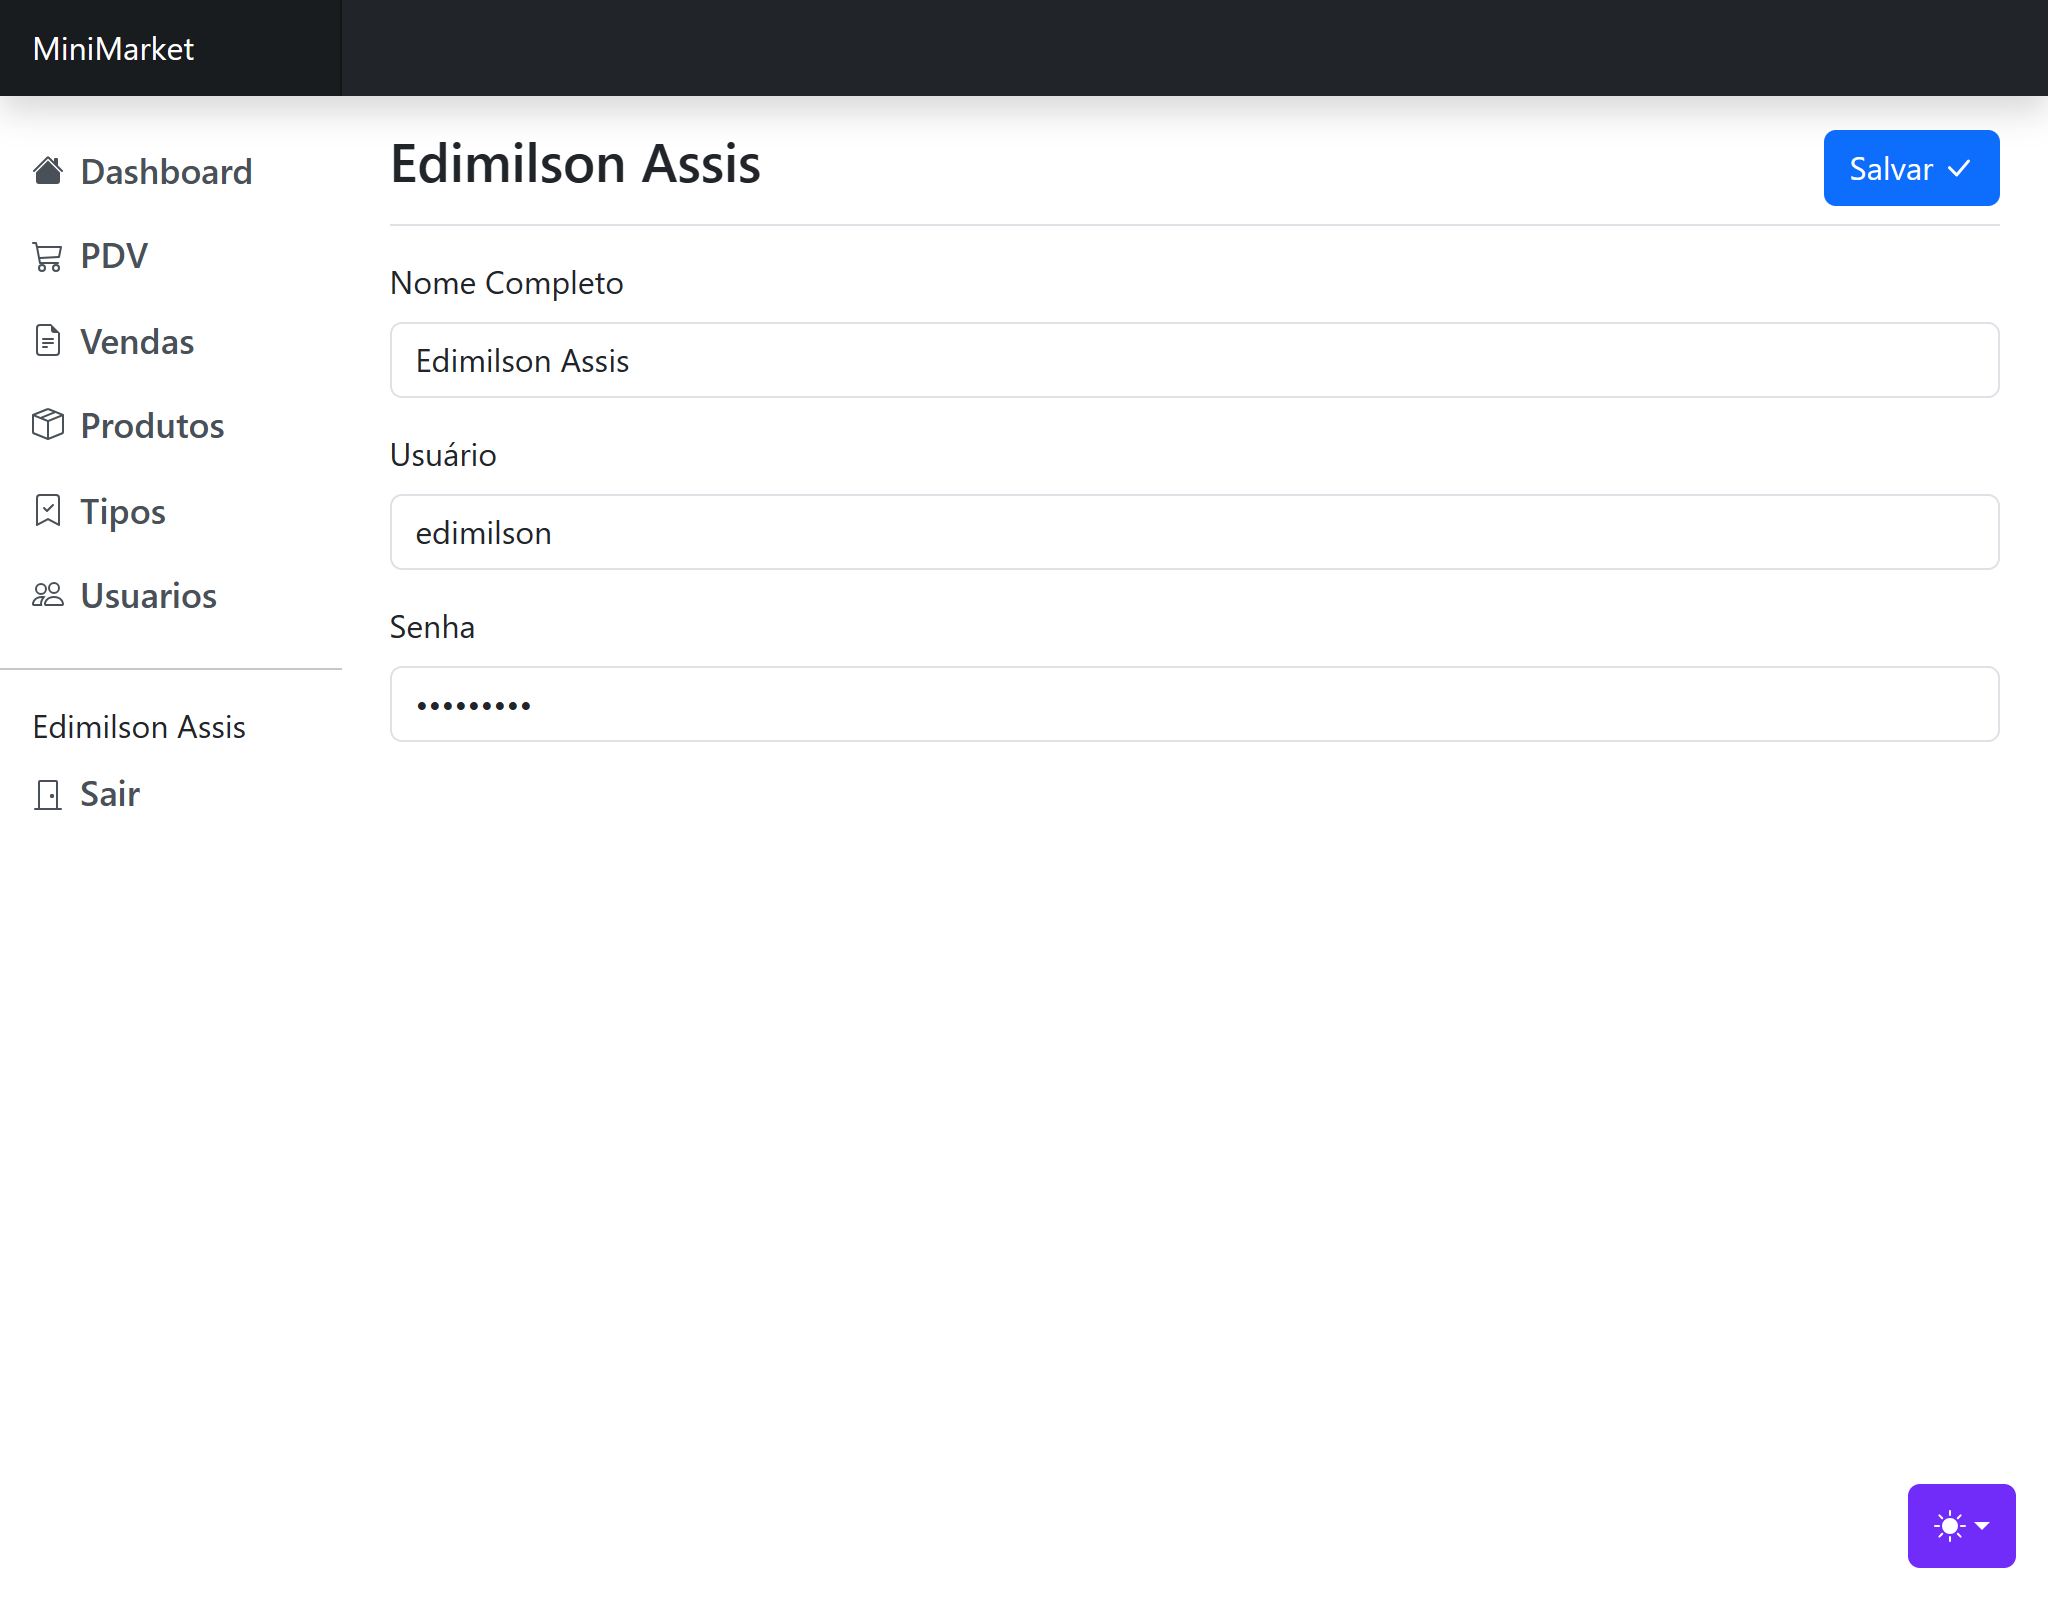 MiniMarket
Dashboard
PDV
Vendas
Produtos
Tipos
Usuarios
Edimilson Assis
Sair
Edimilson Assis
Salvar
Nome Completo
Edimilson Assis
Usuário
edimilson
Senha
•••••••••